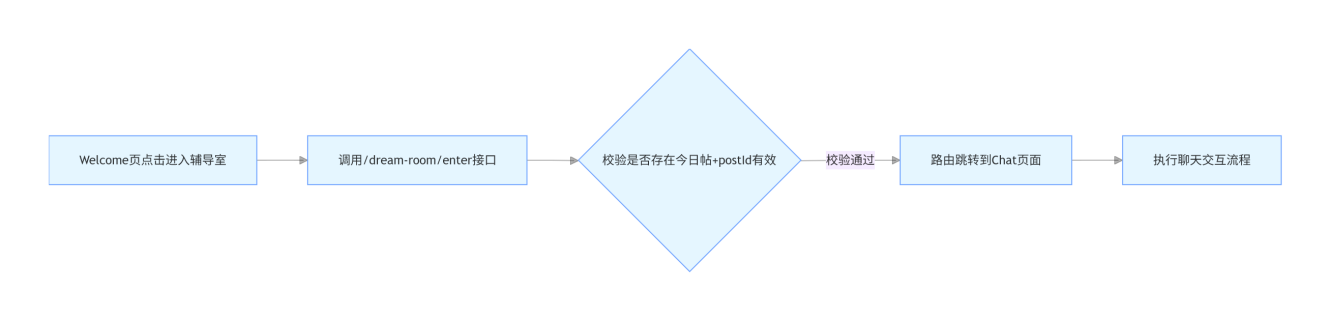 Welcome页点击进入辅导室
调用/dream-room/enter接口
校验是否存在今日帖+postId有效
校验通过
路由跳转到Chat页面
执行聊天交互流程